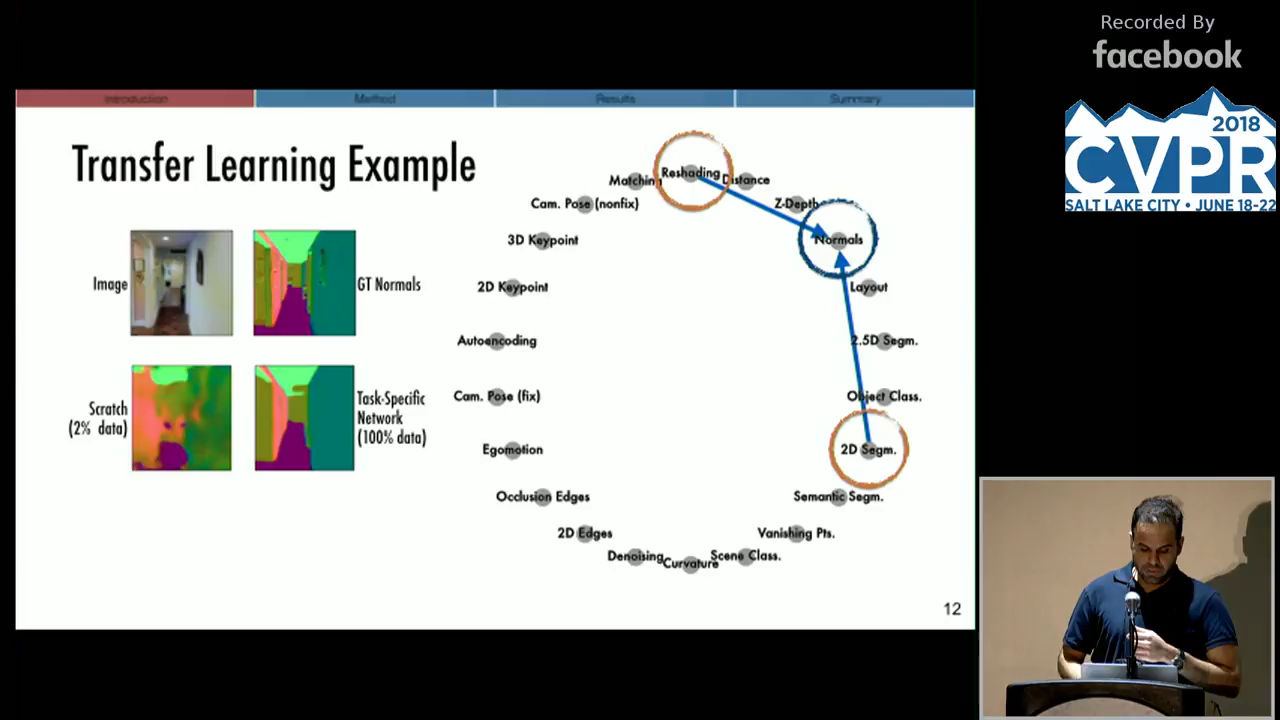 Recorded By
facebook
2018
CVPR
SALT LAKE CITY • JUNE 18-22
Introduction
Method
Results
Summary
Transfer Learning Example
Image
GT Normals
Scratch
(2% data)
Task-Specific
Network
(100% data)
Reshading
Matching
Distance
Cam. Pose (nonfix)
Z-Depth
3D Keypoint
Normals
2D Keypoint
Layout
Autoencoding
2.5D Segm.
Cam. Pose (fix)
Object Class.
Egomotion
2D Segm.
Occlusion Edges
Semantic Segm.
2D Edges
Vanishing Pts.
Denoising
Curvature
Scene Class.
12